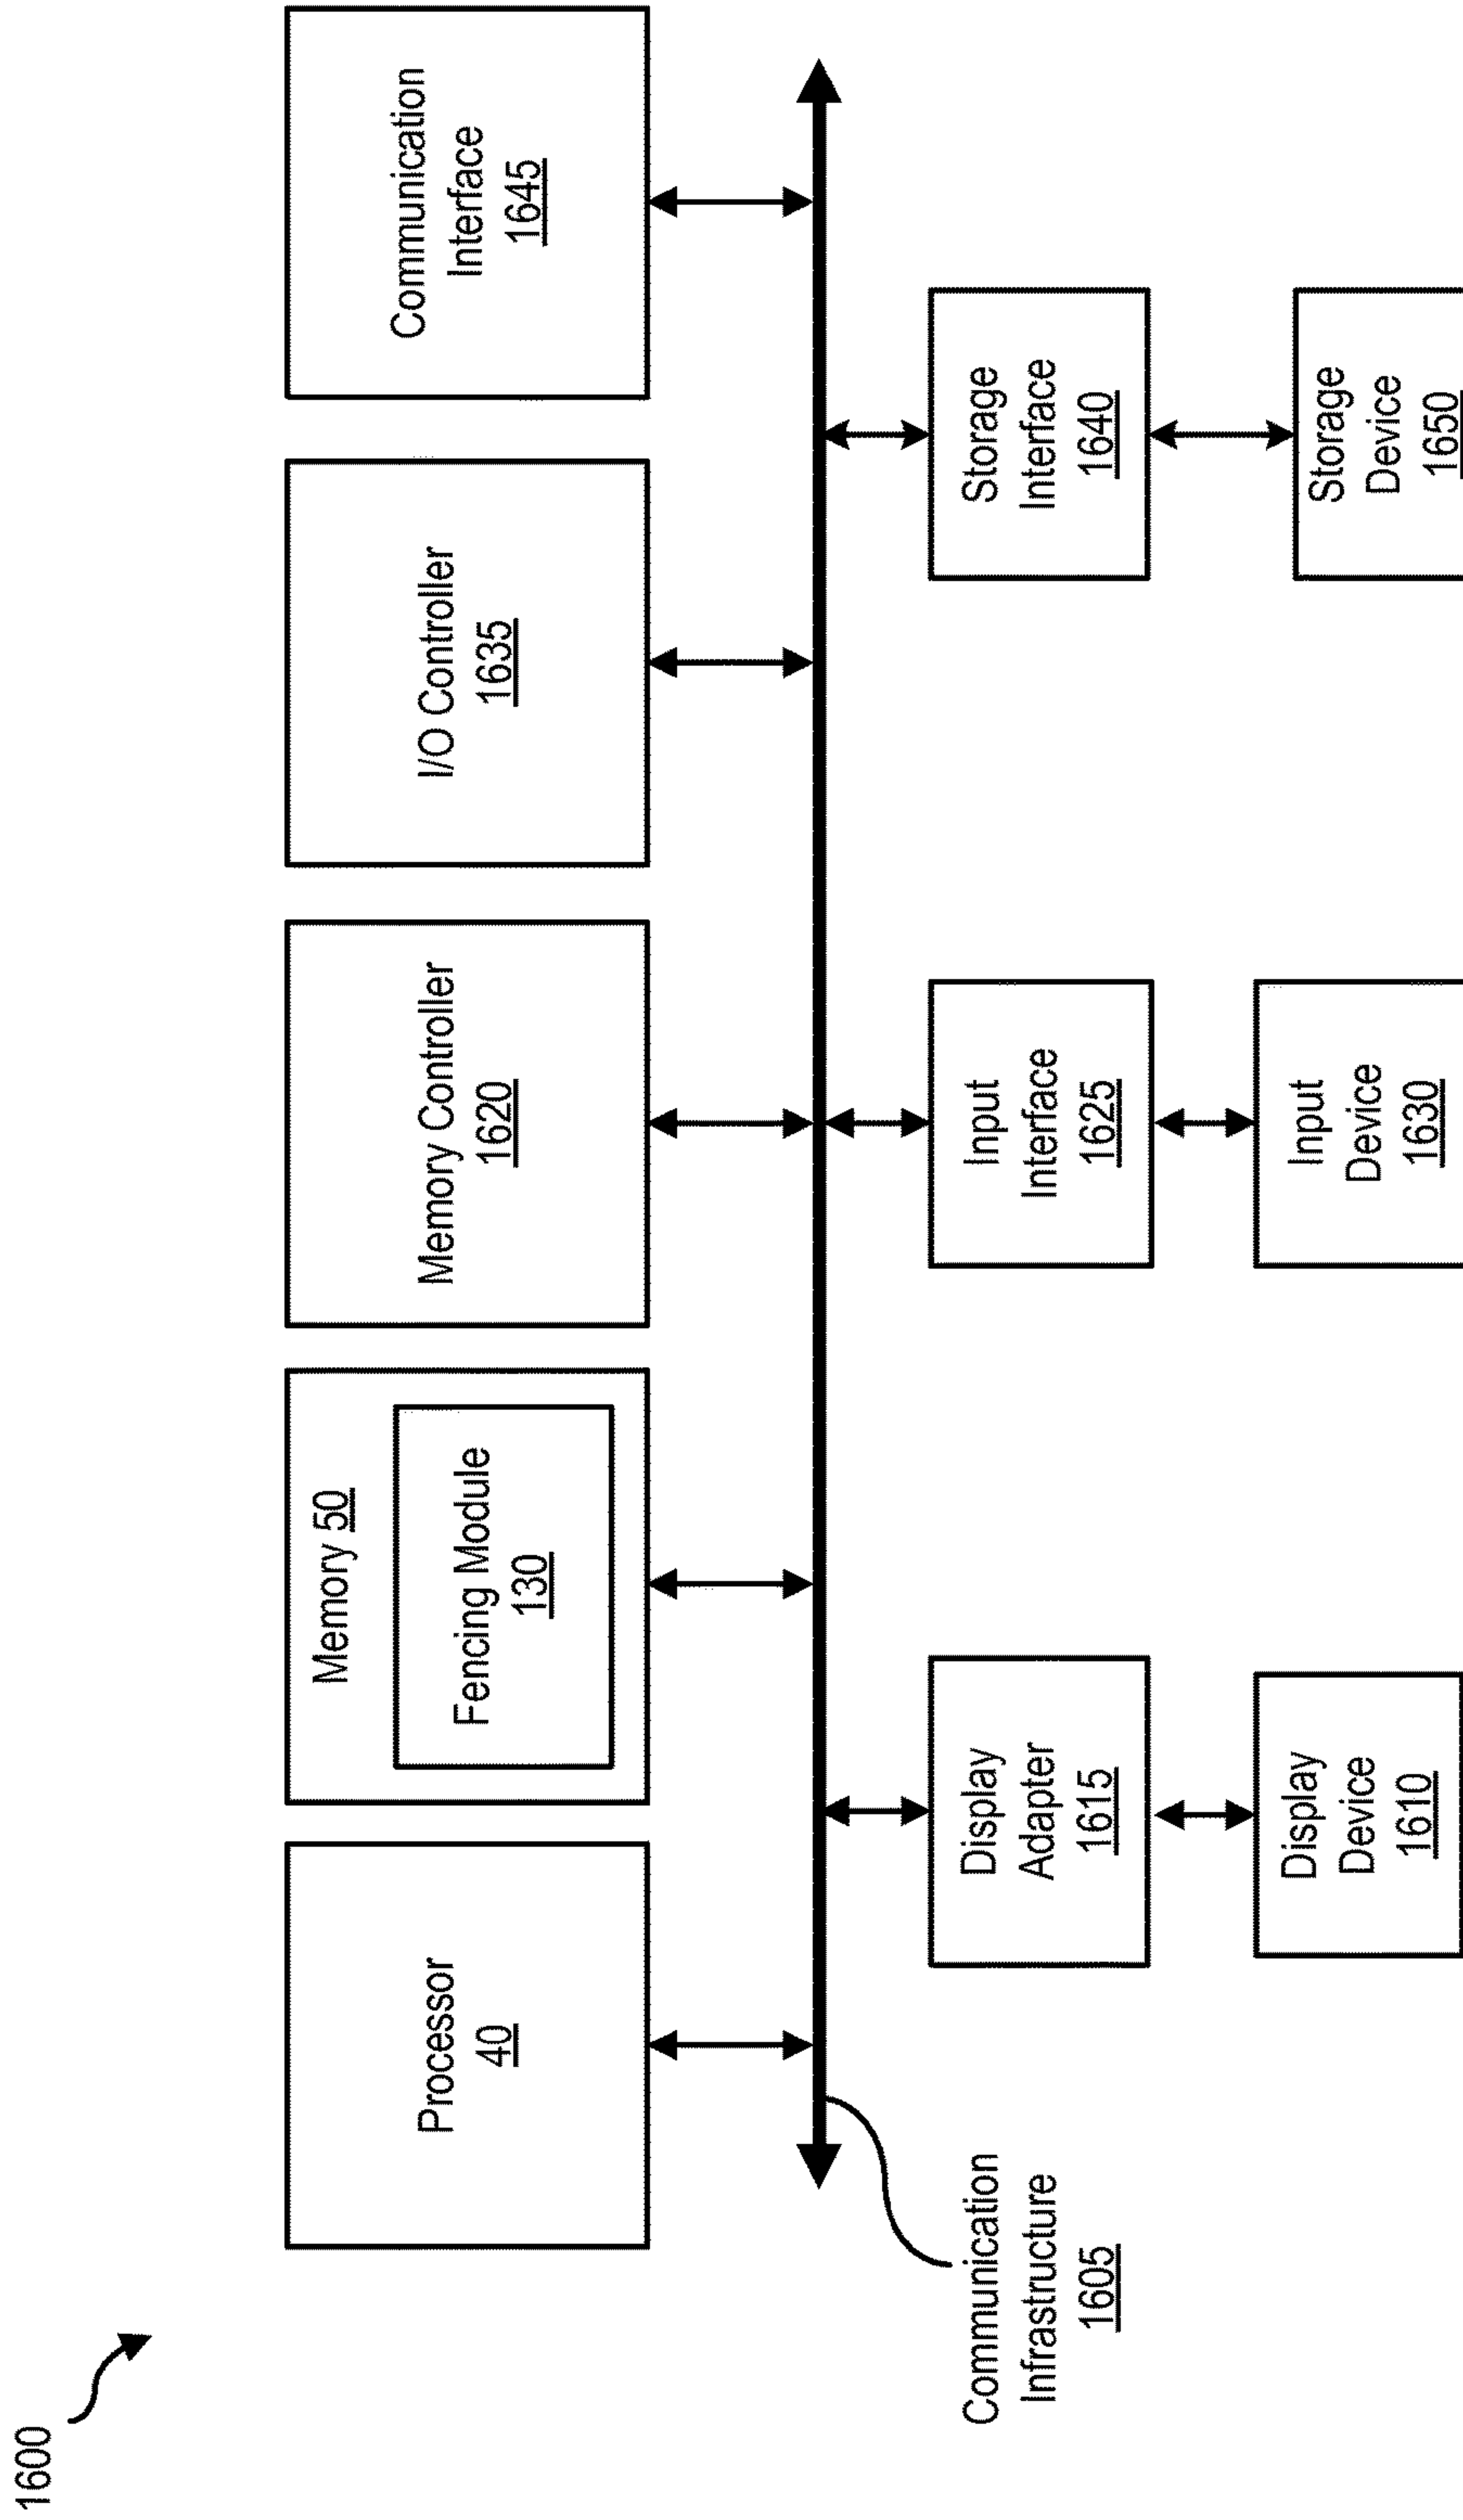 1600
Processor
40
Memory 50
Fencing Module
130
Memory Controller
1620
I/O Controller
1635
Communication
Interface
1645
Communication
Infrastructure
1605
Display
Adapter
1615
Input
Interface
1625
Storage
Interface
1640
Display
Device
1610
Input
Device
1630
Storage
Device
1650